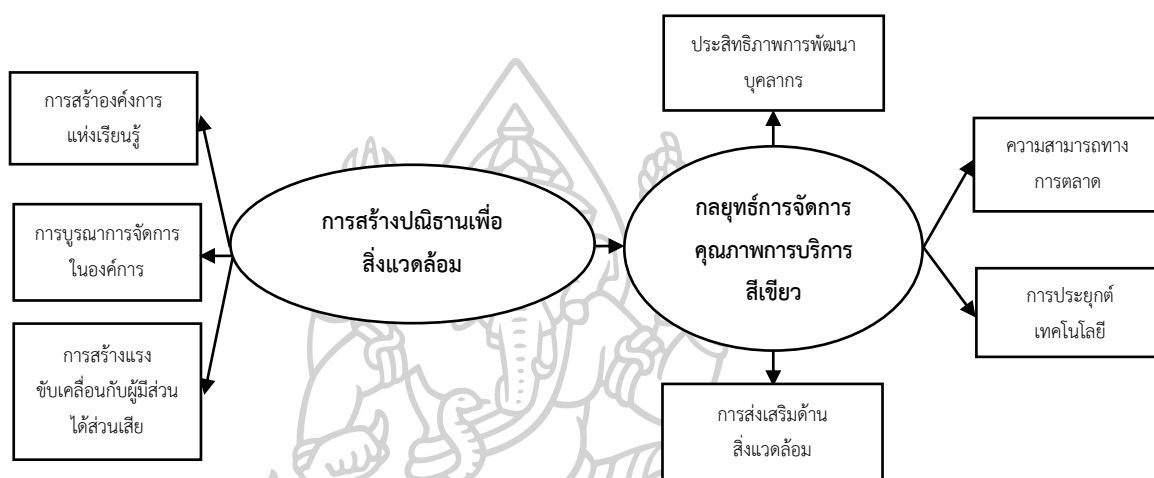 ประสิทธิภาพการพัฒนา
บุคลากร
การสร้าองค์งการ
แห่งเรียนรู้
ความสามารถทาง
การตลาด
การสร้างปณิธานเพื่อ
สิ่งแวดล้อม
กลยุทธ์การจัดการ
คุณภาพการบริการ
สีเขียว
การบูรณาการจัดการ
ในองค์การ
การประยุกต์
เทคโนโลยี
การสร้างแรง
ขับเคลื่อนกับผู้มีส่วน
ได้ส่วนเสีย
การส่งเสริมด้าน
สิ่งแวดล้อม